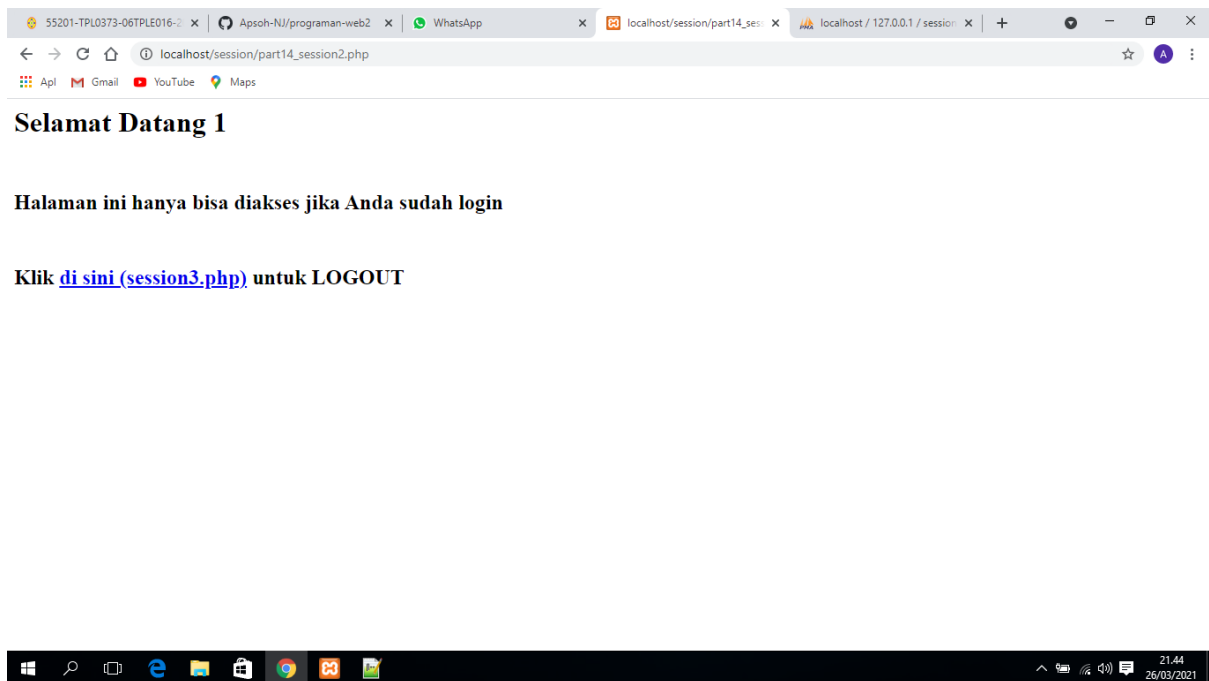 55201-TPL0373-06TPLE016-2
Apsoh-NJ/programan-web2
WhatsApp
localhost/session/part14_ses
localhost / 127.0.0.1 / session
localhost/session/part14_session2.php
A
Apl
Gmail
YouTube
Maps
Selamat Datang 1
Halaman ini hanya bisa diakses jika Anda sudah login
Klik di sini (session3.php) untuk LOGOUT
21.44
26/03/2021